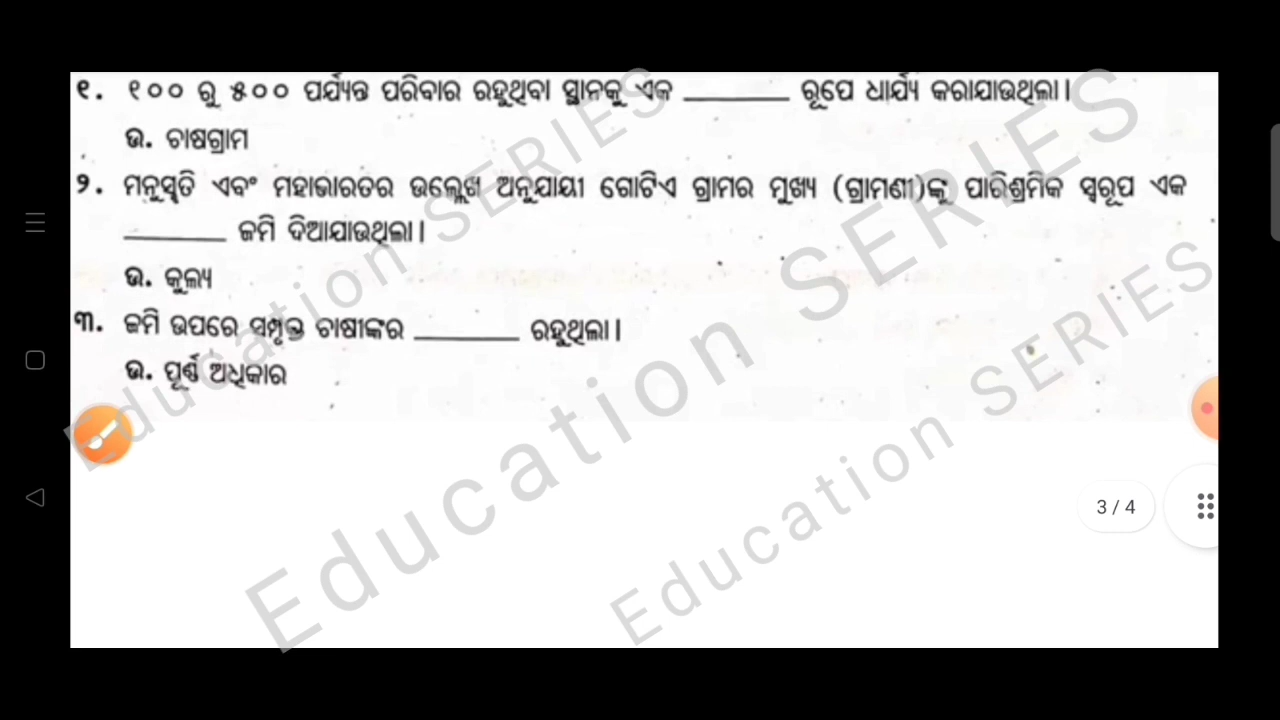 ୧. ୧୦୦ ରୁ ୫୦୦ ପର୍ଯ୍ୟନ୍ତ ପରିବାର ରହୁଥିବା ସ୍ଥାନକୁ ଏକ ________ ରୂପେ ଧାର୍ଯ୍ୟ କରାଯାଉଥିଲା।
ଉ. ଚାଷଗ୍ରାମ
୨. ମନୁସ୍ମୃତି ଏବଂ ମହାଭାରତର ଉଲ୍ଲେଖ ଅନୁଯାୟୀ ଗୋଟିଏ ଗ୍ରାମର ମୁଖ୍ୟ (ଗ୍ରାମଣୀ)ଙ୍କୁ ପାରିଶ୍ରମିକ ସ୍ୱରୂପ ଏକ
________ ଜମି ଦିଆଯାଉଥିଲା।
ଉ. କୁଲ୍ୟ
୩. ଜମି ଉପରେ ସମ୍ପୃକ୍ତ ଚାଷୀଙ୍କର ________ ରହୁଥିଲା।
ଉ. ପୂର୍ଣ୍ଣ ଅଧିକାର
Education SERIES
Education SERIES
Education SERIES
3 / 4